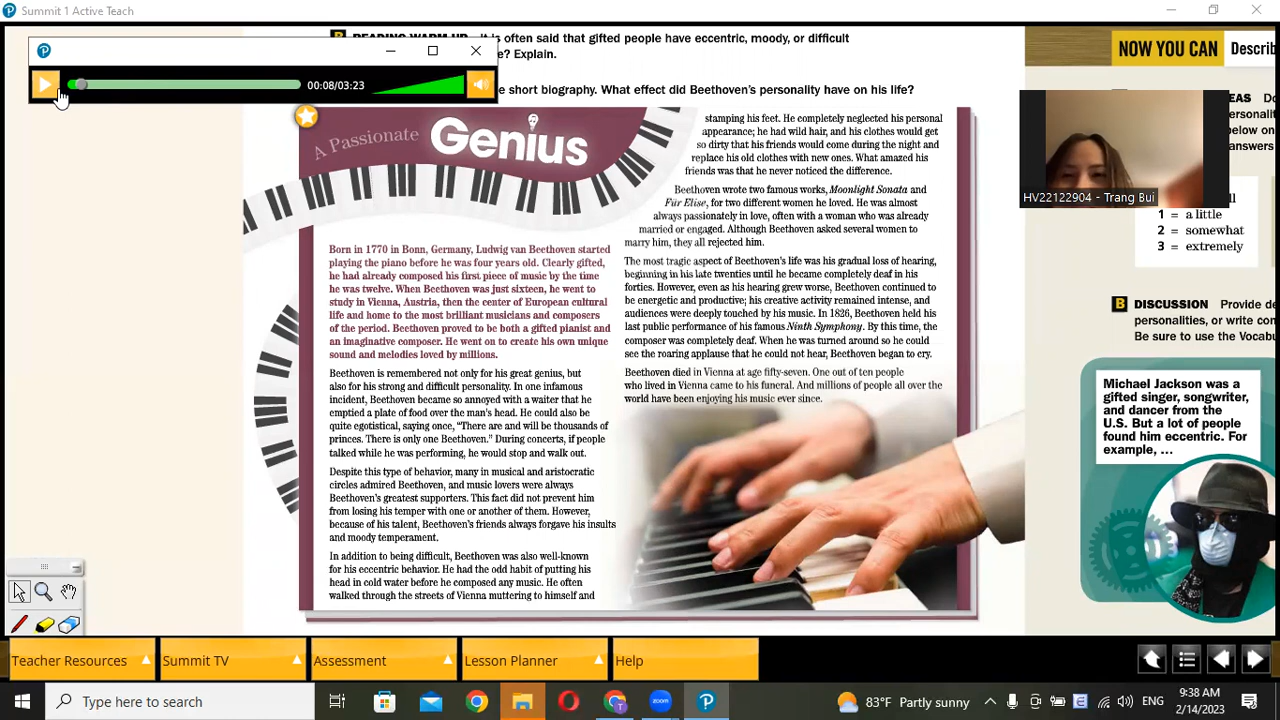 Summit 1 Active Teach
B READING WARM-UP It is often said that gifted people have eccentric, moody, or difficult
? Explain.
00:08/03:23
short biography. What effect did Beethoven's personality have on his life?
NOW YOU CAN Describ
A Passionate Genius
Born in 1770 in Bonn, Germany, Ludwig van Beethoven started
playing the piano before he was four years old. Clearly gifted,
he had already composed his first piece of music by the time
he was twelve. When Beethoven was just sixteen, he went to
study in Vienna, Austria, then the center of European cultural
life and home to the most brilliant musicians and composers
of the period. Beethoven proved to be both a gifted pianist and
an imaginative composer. He went on to create his own unique
sound and melodies loved by millions.
Beethoven is remembered not only for his great genius, but
also for his strong and difficult personality. In one infamous
incident, Beethoven became so annoyed with a waiter that he
emptied a plate of food over the man's head. He could also be
quite egotistical, saying once, "There are and will be thousands of
princes. There is only one Beethoven." During concerts, if people
talked while he was performing, he would stop and walk out.
Despite this type of behavior, many in musical and aristocratic
circles admired Beethoven, and music lovers were always
Beethoven's greatest supporters. This fact did not prevent him
from losing his temper with one or another of them. However,
because of his talent, Beethoven's friends always forgave his insults
and moody temperament.
In addition to being difficult, Beethoven was also well-known
for his eccentric behavior. He had the odd habit of putting his
head in cold water before he composed any music. He often
walked through the streets of Vienna muttering to himself and
stamping his feet. He completely neglected his personal
appearance; he had wild hair, and his clothes would get
so dirty that his friends would come during the night and
replace his old clothes with new ones. What amazed his
friends was that he never noticed the difference.
Beethoven wrote two famous works, Moonlight Sonata and
Für Elise, for two different women he loved. He was almost
always passionately in love, often with a woman who was already
married or engaged. Although Beethoven asked several women to
marry him, they all rejected him.
The most tragic aspect of Beethoven's life was his gradual loss of hearing,
beginning in his late twenties until he became completely deaf in his
forties. However, even as his hearing grew worse, Beethoven continued to
be energetic and productive; his creative activity remained intense, and
audiences were deeply touched by his music. In 1826, Beethoven held his
last public performance of his famous Ninth Symphony. By this time, the
composer was completely deaf. When he was turned around so he could
see the roaring applause that he could not hear, Beethoven began to cry.
Beethoven died in Vienna at age fifty-seven. One out of ten people
who lived in Vienna came to his funeral. And millions of people all over the
world have been enjoying his music ever since.
HV22122904 - Trang Bui
1 = a little
2 = somewhat
3 = extremely
B DISCUSSION Provide de
personalities, or write con
Be sure to use the Vocabu
Michael Jackson was a
gifted singer, songwriter,
and dancer from the
U.S. But a lot of people
found him eccentric. For
example, ...
Teacher Resources
Summit TV
Assessment
Lesson Planner
Help
Type here to search
zoom
83°F Partly sunny
ENG
9:38 AM
2/14/2023